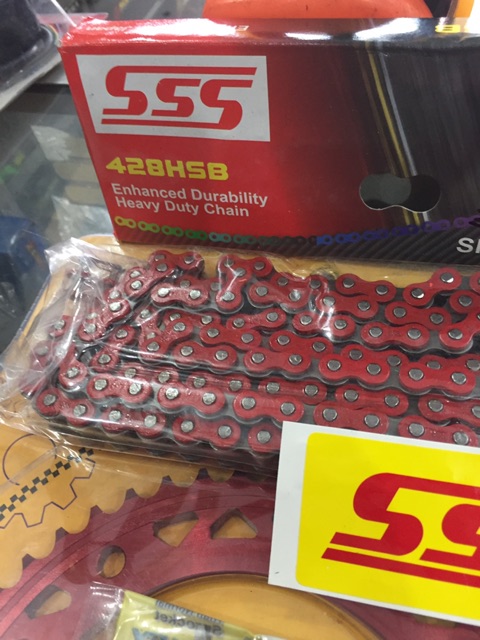 SSS
428HSB
Enhanced Durability
Heavy Duty Chain
SSS